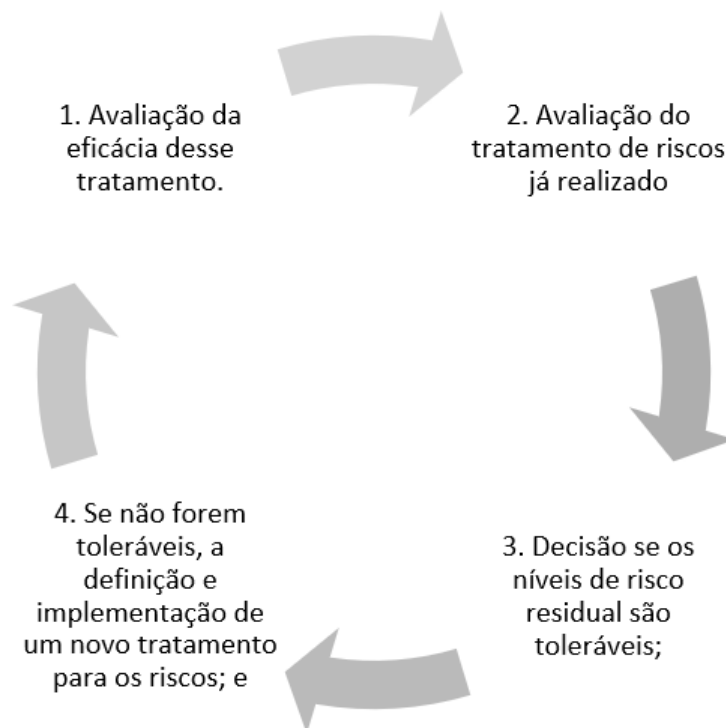 1. Avaliação da
eficácia desse
tratamento.
2. Avaliação do
tratamento de riscos
já realizado
3. Decisão se os
níveis de risco
residual são
toleráveis;
4. Se não forem
toleráveis, a
definição e
implementação de
um novo tratamento
para os riscos; e